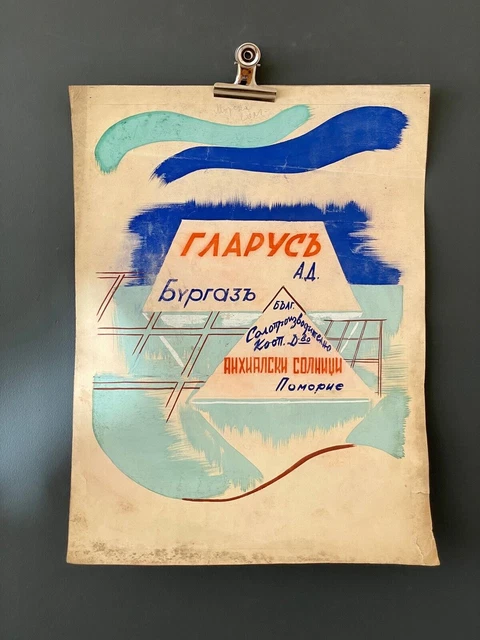 ГЛАРУСЪ
А.Д.
Бургазъ
БЪЛГ.
Солопроизводително
Кооп. Д-во
АНХИАЛСКИ СОЛНИЦИ
Поморие